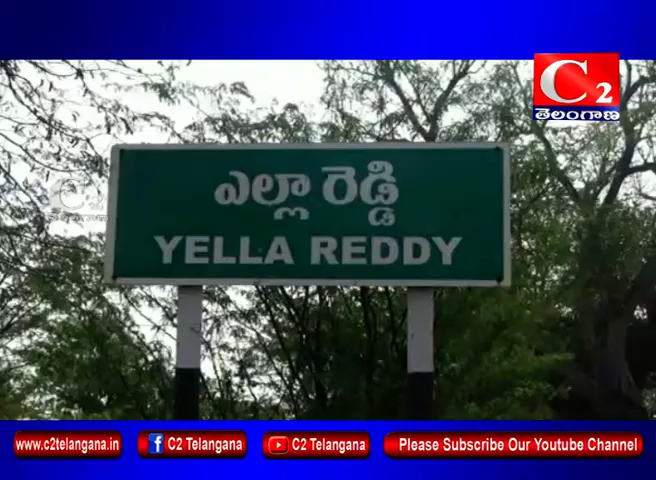 C2
తెలంగాణ
ఎల్లా రెడ్డి
YELLA REDDY
www.c2telangana.in
C2 Telangana
C2 Telangana
Please Subscribe Our Youtube Channel